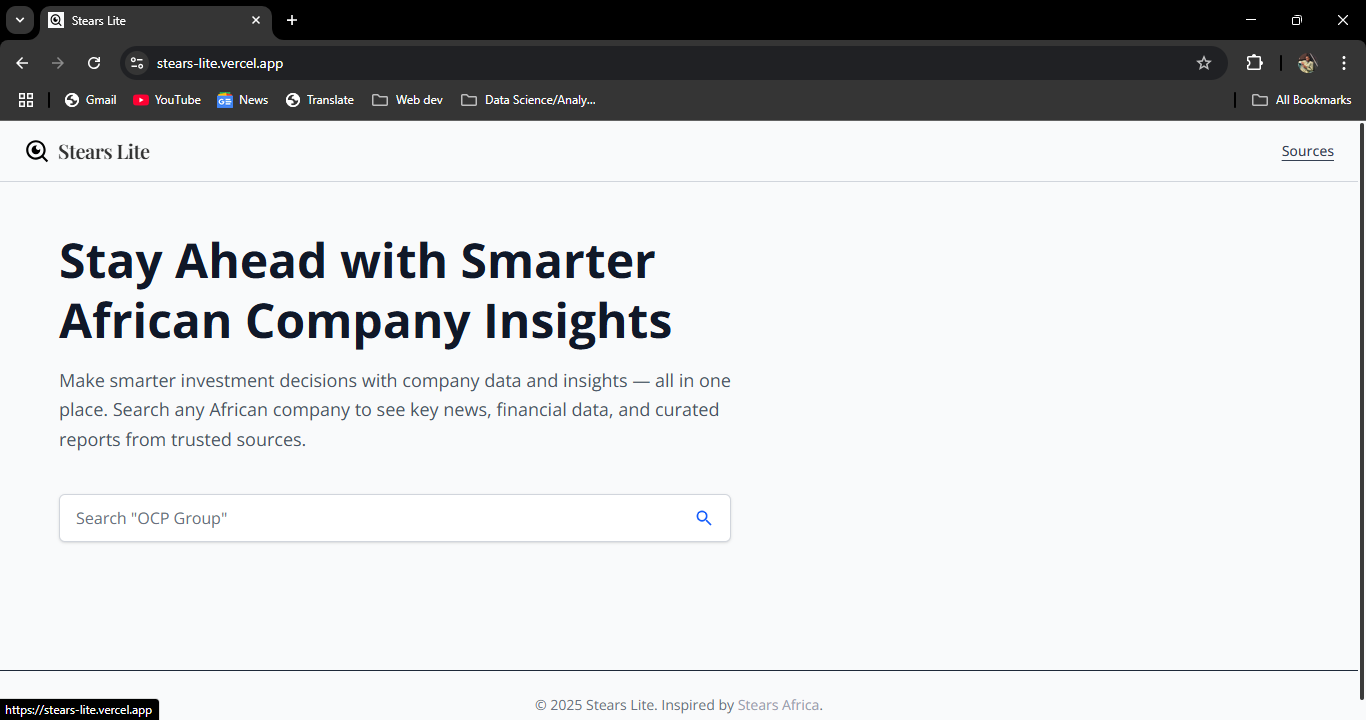 Stears Lite
stears-lite.vercel.app
Gmail
YouTube
News
Translate
Web dev
Data Science/Analy...
All Bookmarks
Stears Lite
Sources
Stay Ahead with Smarter
African Company Insights
Make smarter investment decisions with company data and insights — all in one
place. Search any African company to see key news, financial data, and curated
reports from trusted sources.
Search "OCP Group"
© 2025 Stears Lite. Inspired by Stears Africa.
https://stears-lite.vercel.app